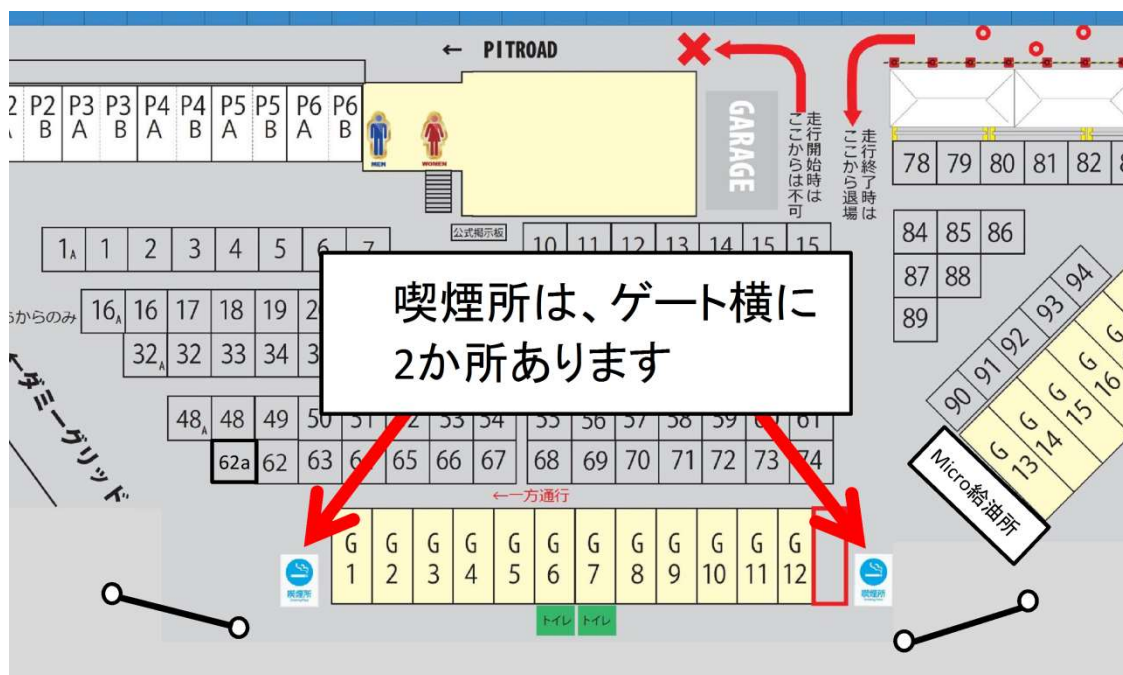 ← PITROAD
P2
B
P3
A
P3
B
P4
A
P4
B
P5
A
P5
B
P6
A
P6
B
MEN
WOMEN
GARAGE
走行開始時は
ここからは不可
走行終了時は
ここから退場
78 79 80 81 82
公式掲示板
1A 1 2 3 4 5 6 7
10 11 12 13 14 15 15
84 85 86
87 88
89
喫煙所は、ゲート横に
2か所あります
からのみ
16A 16 17 18 19
32A 32 33 34
←ダミーグリッド
48A 48 49 50 51 52 53 54 55 56 57 58 59 60 61
62a 62 63 64 65 66 67 68 69 70 71 72 73 74
90 91 92 93 94
G
13
G
14
G
15
G
16
G
Micro給油所
←一方通行
G
1
G
2
G
3
G
4
G
5
G
6
G
7
G
8
G
9
G
10
G
11
G
12
喫煙所
喫煙所
トイレ トイレ